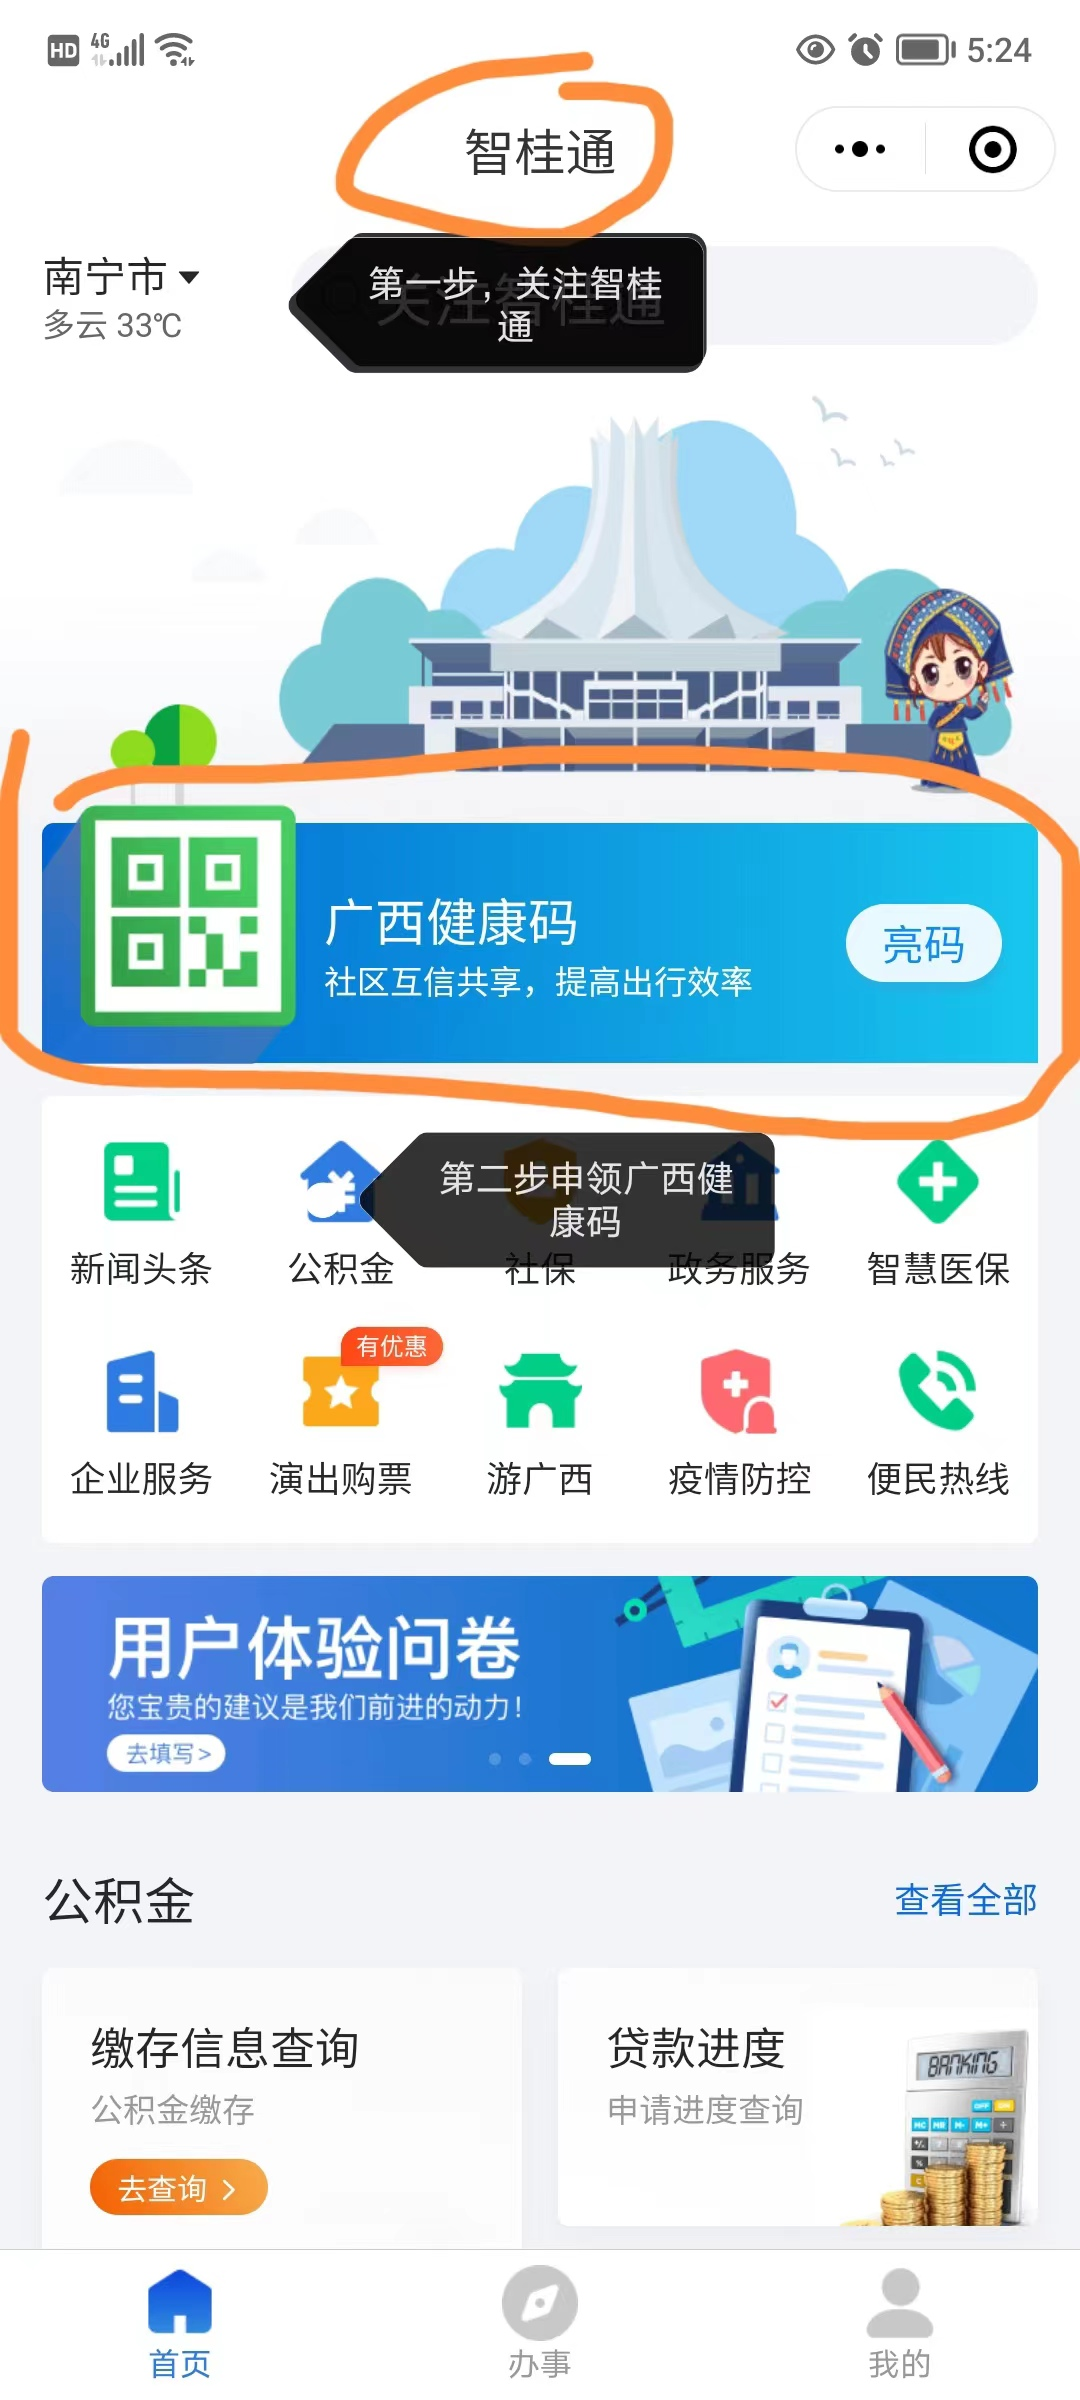 HD 4G 5:24
智桂通
南宁市
多云 33℃
关注智桂通
第一步，关注智桂
通
广西健康码
社区互信共享，提高出行效率
亮码
第二步申领广西健
康码
新闻头条 公积金 社保 政务服务 智慧医保
有优惠
企业服务 演出购票 游广西 疫情防控 便民热线
用户体验问卷
您宝贵的建议是我们前进的动力！
去填写>
公积金 查看全部
缴存信息查询
公积金缴存
去查询 >
贷款进度
申请进度查询
BANKING
首页 办事 我的